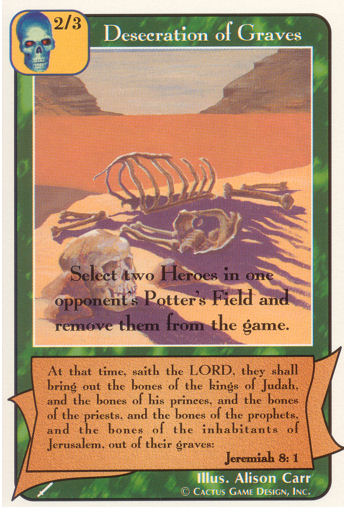 2/3
Desecration of Graves
Select two Heroes in one
opponent's Potter's Field and
remove them from the game.
At that time, saith the LORD, they shall
bring out the bones of the kings of Judah,
and the bones of his princes, and the bones
of the priests, and the bones of the prophets,
and the bones of the inhabitants of
Jerusalem, out of their graves:
Jeremiah 8: 1
Illus. Alison Carr
© CACTUS GAME DESIGN, INC.